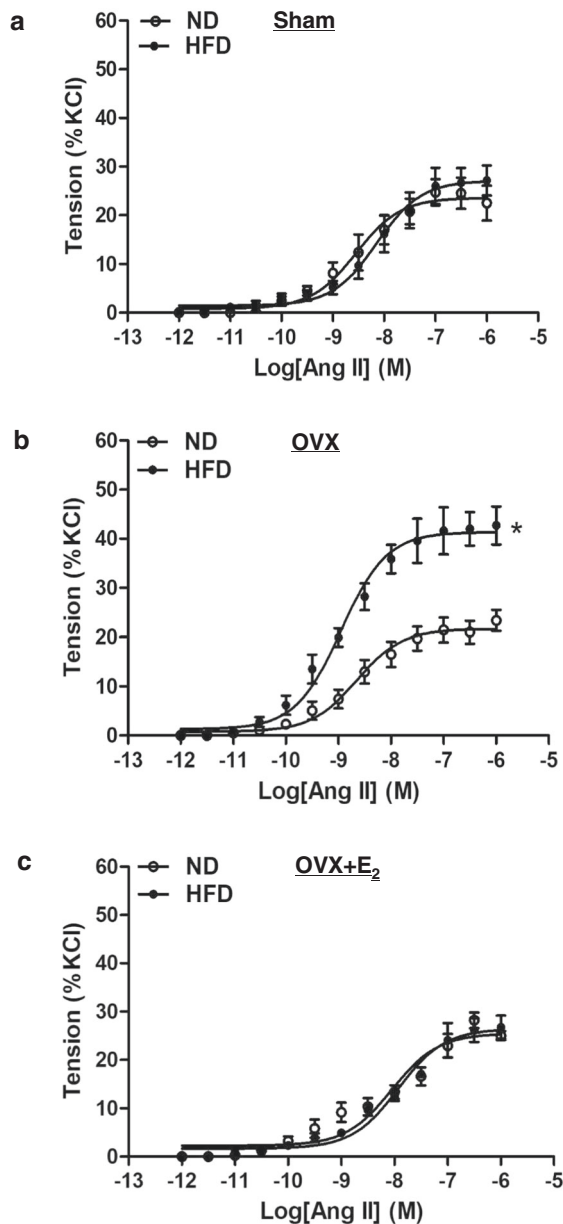 a
Sham
ND
HFD
Tension (%KCl)
60
50
40
30
20
10
0
-13 -12 -11 -10 -9 -8 -7 -6 -5
Log[Ang II] (M)
b
OVX
ND
HFD
Tension (%KCl)
60
50
40
30
20
10
0
*
-13 -12 -11 -10 -9 -8 -7 -6 -5
Log[Ang II] (M)
c
OVX+E₂
ND
HFD
Tension (%KCl)
60
50
40
30
20
10
0
-13 -12 -11 -10 -9 -8 -7 -6 -5
Log[Ang II] (M)